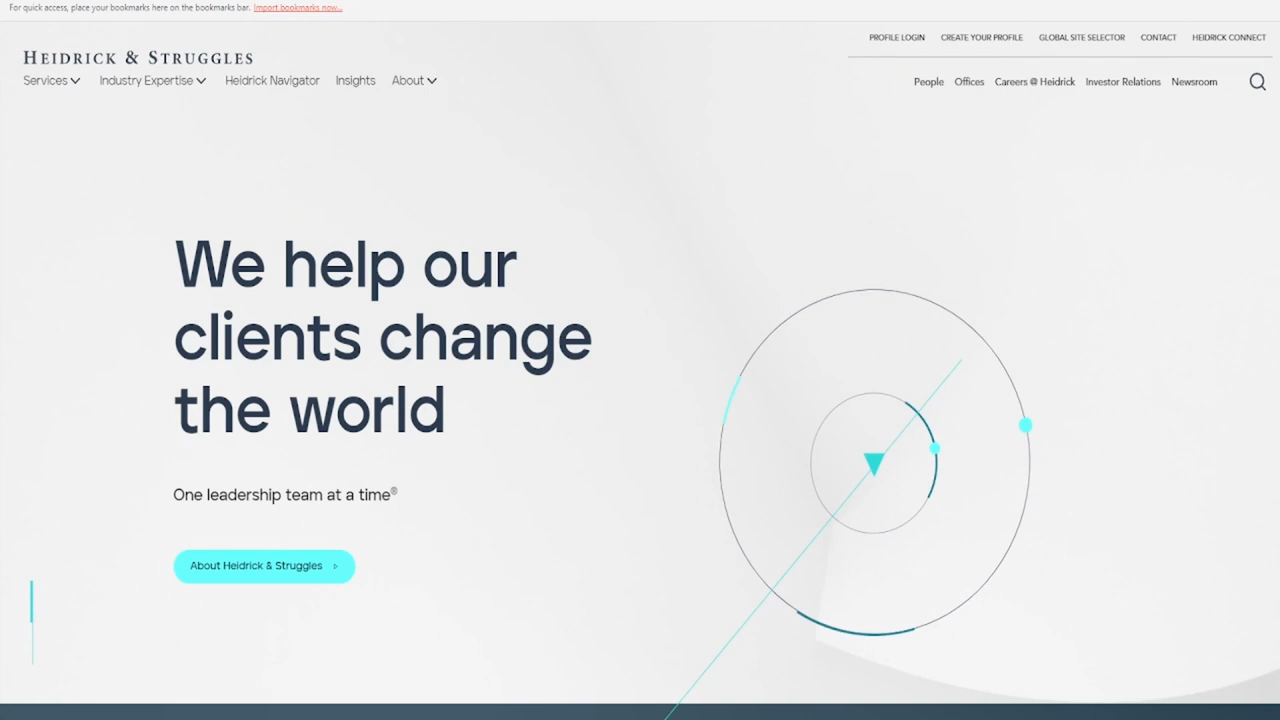 For quick access, place your bookmarks here on the bookmarks bar. Import bookmarks now...
PROFILE LOGIN CREATE YOUR PROFILE GLOBAL SITE SELECTOR CONTACT HEIDRICK CONNECT
HEIDRICK & STRUGGLES
Services Industry Expertise Heidrick Navigator Insights About
People Offices Careers @ Heidrick Investor Relations Newsroom
We help our
clients change
the world
One leadership team at a time®
About Heidrick & Struggles